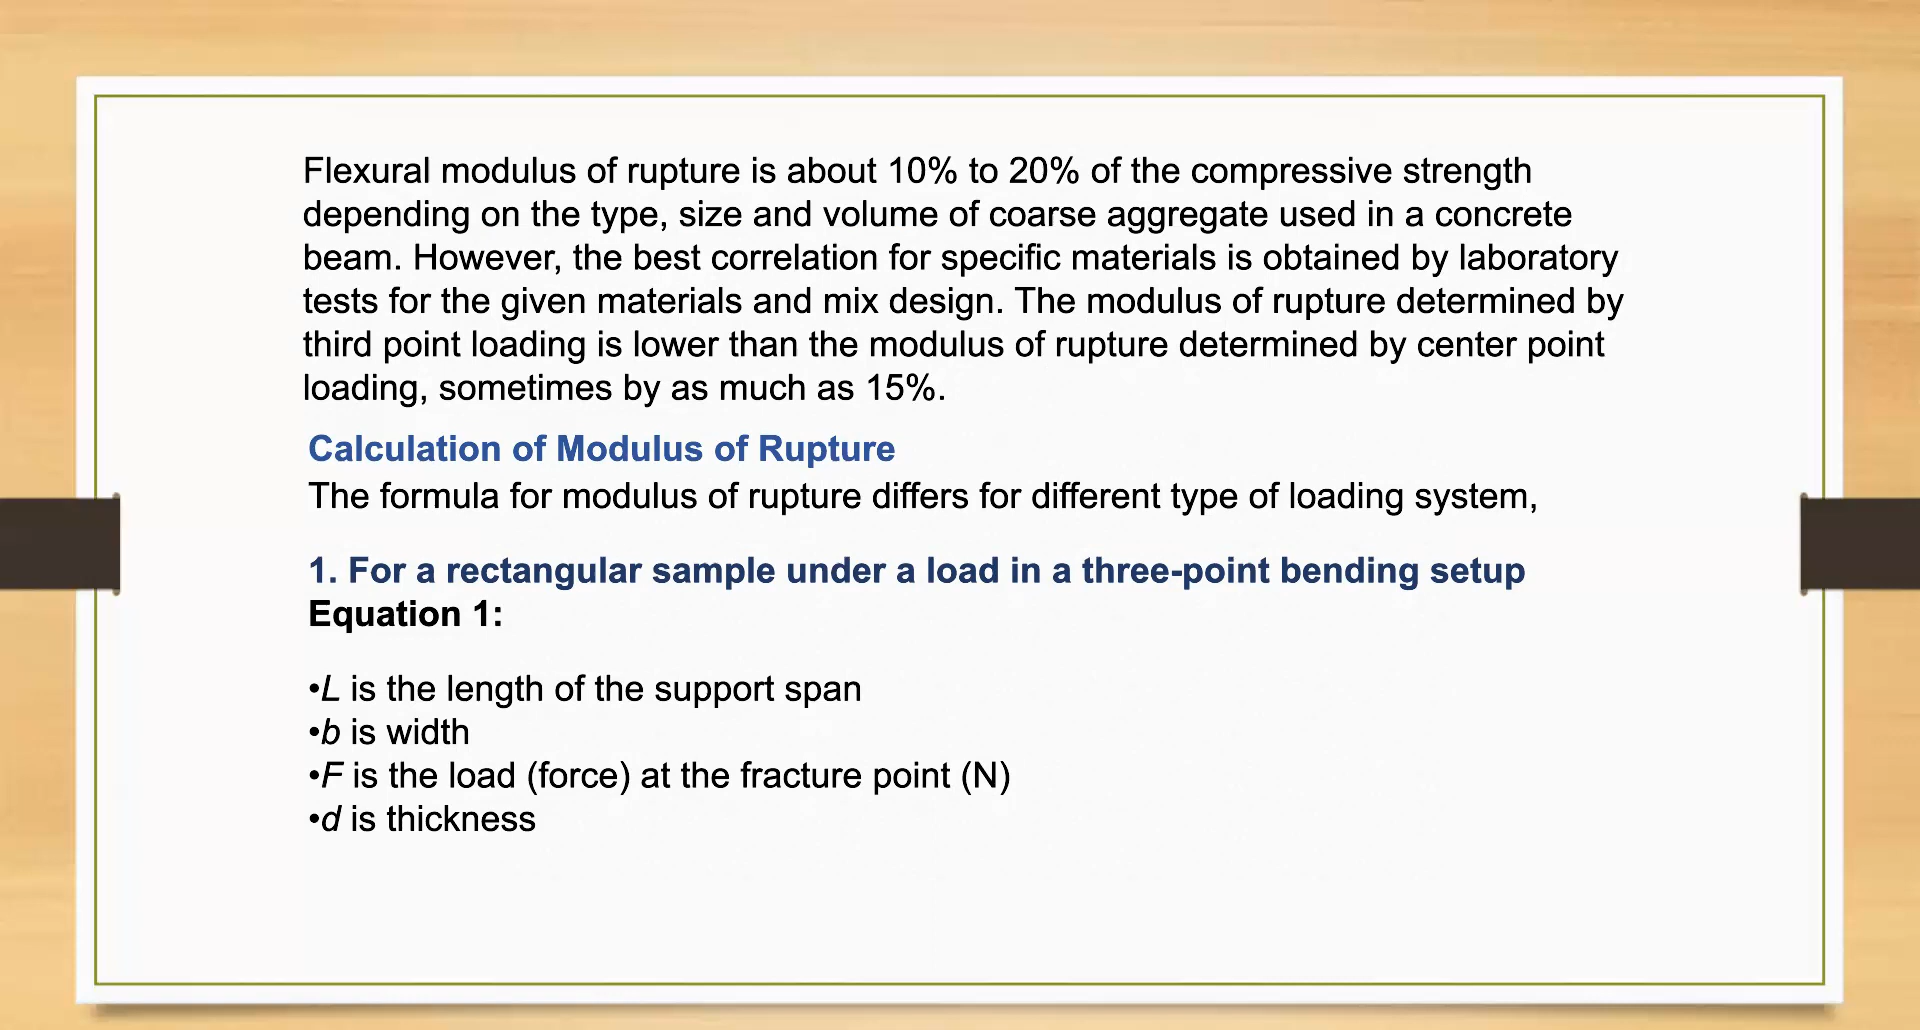 Flexural modulus of rupture is about 10% to 20% of the compressive strength
depending on the type, size and volume of coarse aggregate used in a concrete
beam. However, the best correlation for specific materials is obtained by laboratory
tests for the given materials and mix design. The modulus of rupture determined by
third point loading is lower than the modulus of rupture determined by center point
loading, sometimes by as much as 15%.
Calculation of Modulus of Rupture
The formula for modulus of rupture differs for different type of loading system,
1. For a rectangular sample under a load in a three-point bending setup
Equation 1:
•L is the length of the support span
•b is width
•F is the load (force) at the fracture point (N)
•d is thickness